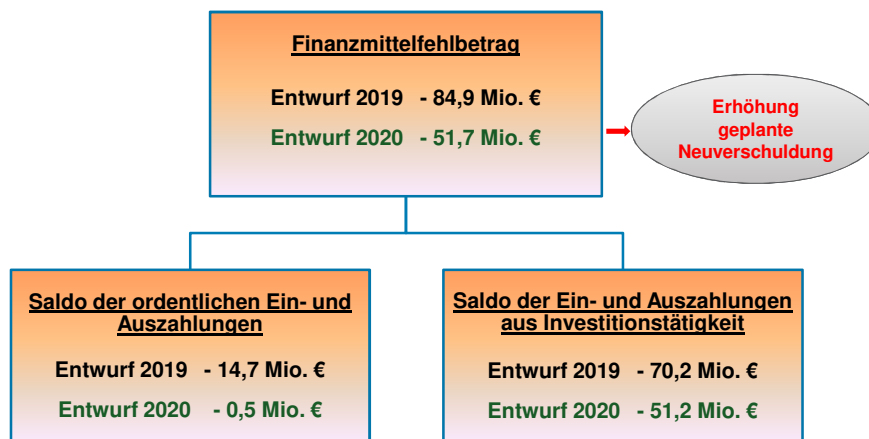 Finanzmittelfehlbetrag
Entwurf 2019 - 84,9 Mio. €
Entwurf 2020 - 51,7 Mio. €
Erhöhung
geplante
Neuverschuldung
Saldo der ordentlichen Ein- und
Auszahlungen
Entwurf 2019 - 14,7 Mio. €
Entwurf 2020 - 0,5 Mio. €
Saldo der Ein- und Auszahlungen
aus Investitionstätigkeit
Entwurf 2019 - 70,2 Mio. €
Entwurf 2020 - 51,2 Mio. €